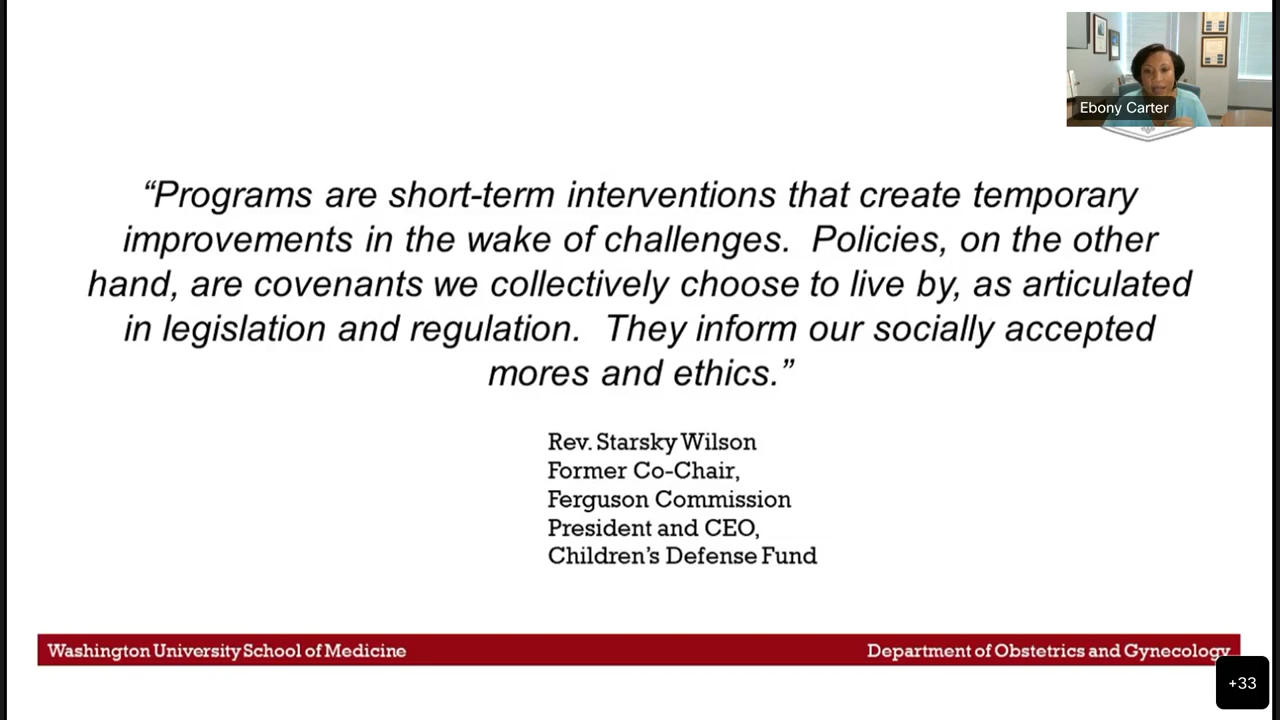 Ebony Carter
“Programs are short-term interventions that create temporary
improvements in the wake of challenges.  Policies, on the other
hand, are covenants we collectively choose to live by, as articulated
in legislation and regulation.  They inform our socially accepted
mores and ethics.”
Rev. Starsky Wilson
Former Co-Chair,
Ferguson Commission
President and CEO,
Children’s Defense Fund
Washington University School of Medicine
Department of Obstetrics and Gynecology
+33